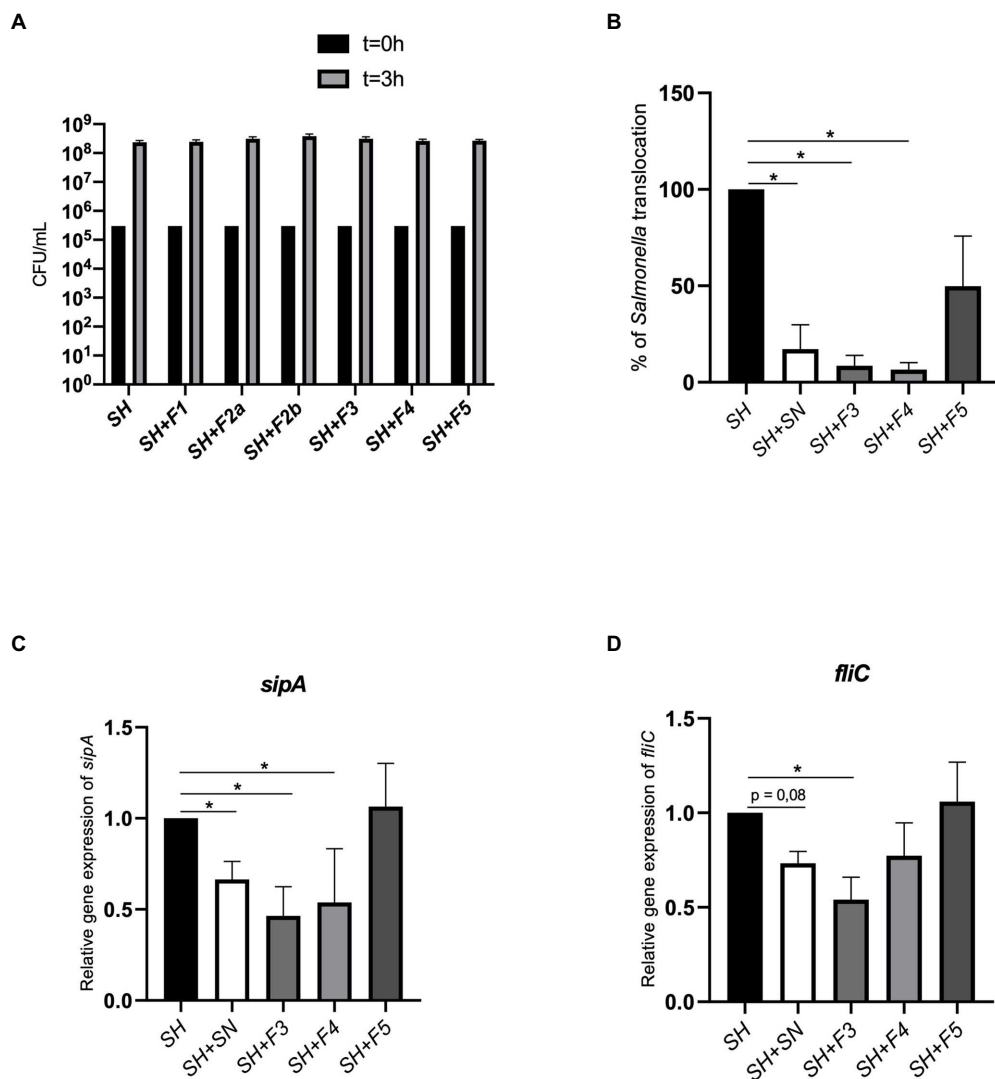 A
t=0h
t=3h
10⁹
10⁸
10⁷
10⁶
10⁵
10⁴
10³
10²
10¹
10⁰
CFU/mL
SH
SH+F1
SH+F2a
SH+F2b
SH+F3
SH+F4
SH+F5
B
% of Salmonella translocation
150
100
50
0
*
*
*
SH
SH+SN
SH+F3
SH+F4
SH+F5
C
sipA
Relative gene expression of sipA
1.5
1.0
0.5
0.0
*
*
*
SH
SH+SN
SH+F3
SH+F4
SH+F5
D
fliC
Relative gene expression of fliC
1.5
1.0
0.5
0.0
*
p = 0,08
SH
SH+SN
SH+F3
SH+F4
SH+F5